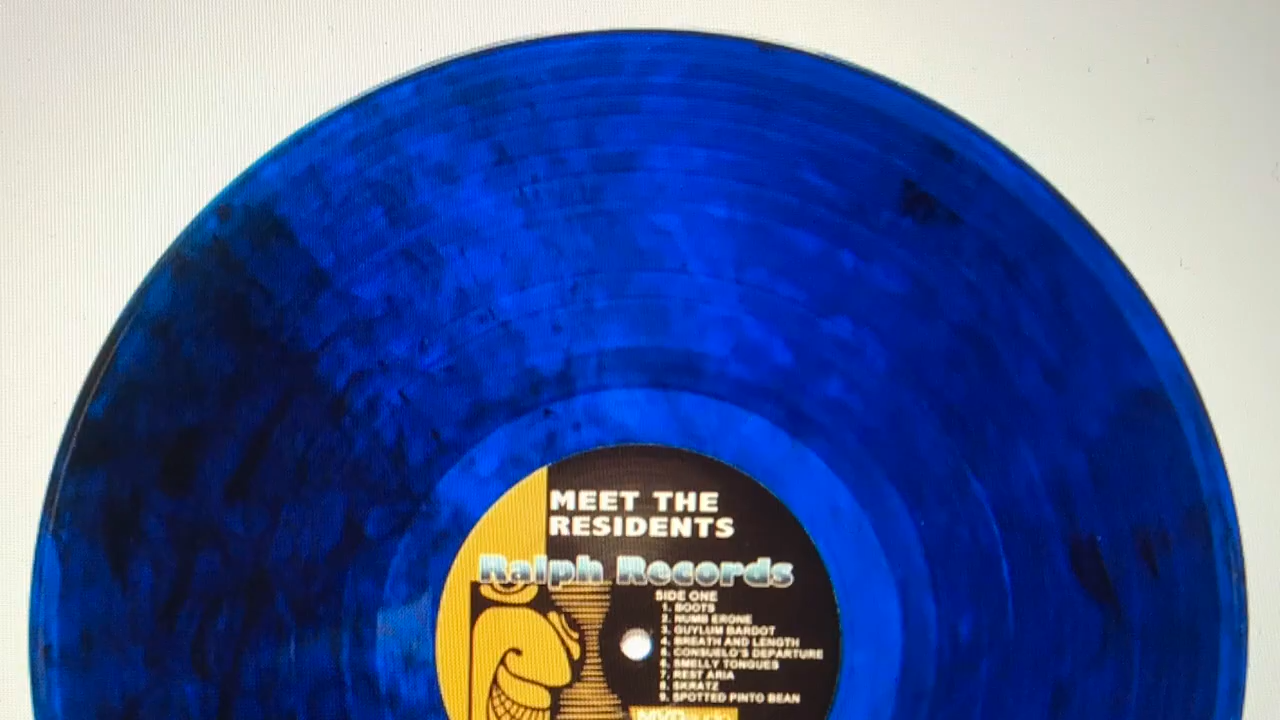 MEET THE
RESIDENTS
Ralph Records
SIDE ONE
1. BOOTS
2. NUMB ERONE
3. GUYLUM BARDOT
4. BREATH AND LENGTH
5. CONSUELO'S DEPARTURE
6. SMELLY TONGUES
7. REST ARIA
8. SKRATZ
9. SPOTTED PINTO BEAN